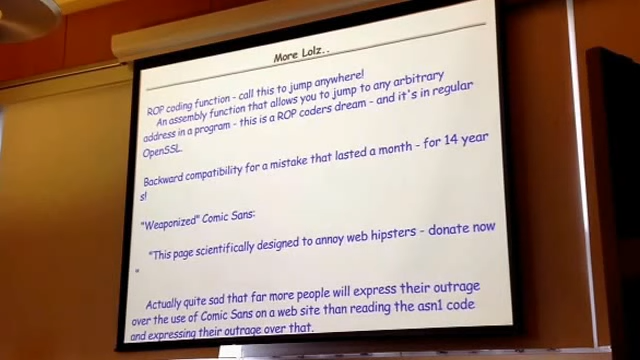 More Lolz..
ROP coding function - call this to jump anywhere!
An assembly function that allows you to jump to any arbitrary
address in a program - this is a ROP coders dream - and it's in regular
OpenSSL.
Backward compatibility for a mistake that lasted a month - for 14 year
s!
"Weaponized" Comic Sans:
"This page scientifically designed to annoy web hipsters - donate now
"
Actually quite sad that far more people will express their outrage
over the use of Comic Sans on a web site than reading the asn1 code
and expressing their outrage over that.